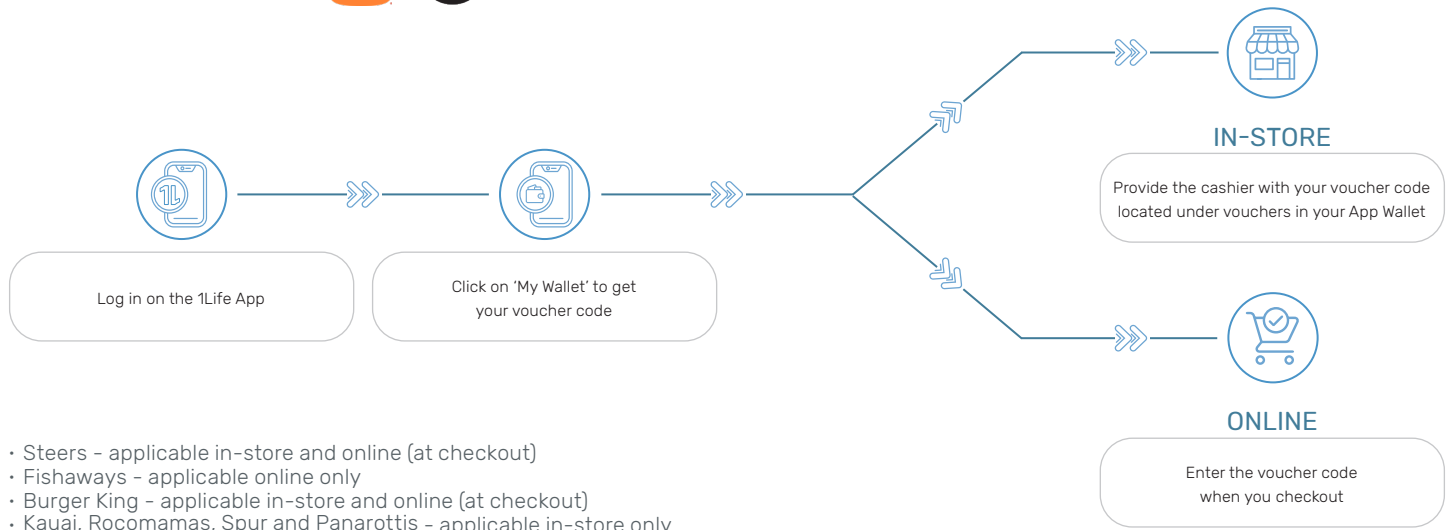 IN-STORE
Provide the cashier with your voucher code
located under vouchers in your App Wallet
1L
Log in on the 1Life App
Click on ‘My Wallet’ to get
your voucher code
ONLINE
Enter the voucher code
when you checkout
• Steers - applicable in-store and online (at checkout)
• Fishaways - applicable online only
• Burger King - applicable in-store and online (at checkout)
• Kauai, Rocomamas, Spur and Panarottis - applicable in-store only